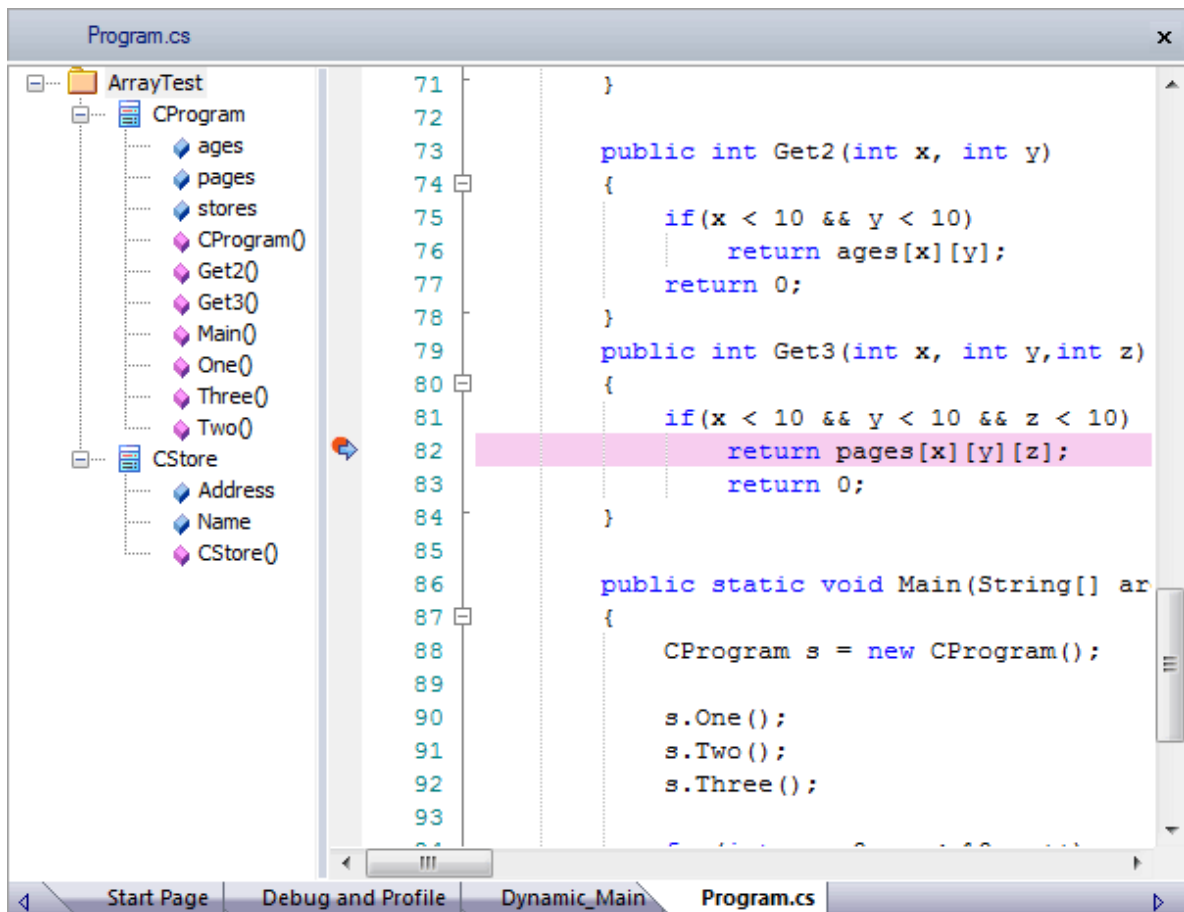 Program.cs
ArrayTest
CProgram
ages
pages
stores
CProgram()
Get2()
Get3()
Main()
One()
Three()
Two()
CStore
Address
Name
CStore()
71 }
72
73 public int Get2(int x, int y)
74 {
75 if(x < 10 && y < 10)
76 return ages[x][y];
77 return 0;
78 }
79 public int Get3(int x, int y,int z)
80 {
81 if(x < 10 && y < 10 && z < 10)
82 return pages[x][y][z];
83 return 0;
84 }
85
86 public static void Main(String[] ar
87 {
88 CProgram s = new CProgram();
89
90 s.One();
91 s.Two();
92 s.Three();
93
Start Page Debug and Profile Dynamic_Main Program.cs